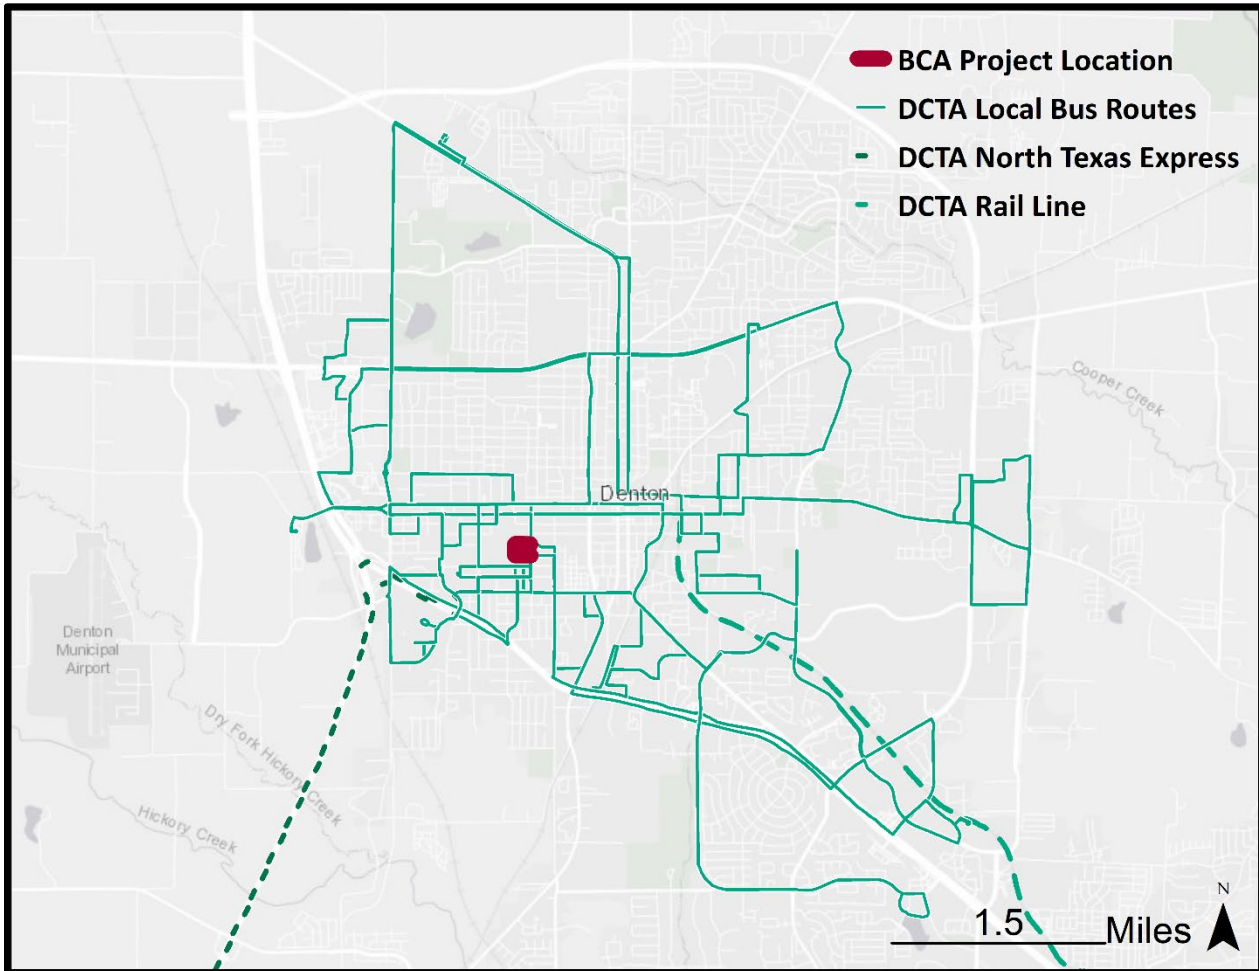 BCA Project Location
DCTA Local Bus Routes
DCTA North Texas Express
DCTA Rail Line
Cooper Creek
Denton
Denton
Municipal
Airport
Dry Fork Hickory Creek
Hickory Creek
N
1.5 Miles